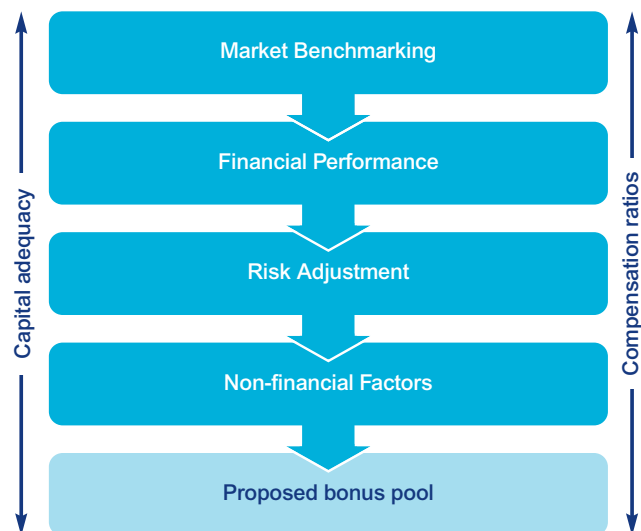 Market Benchmarking
Financial Performance
Risk Adjustment
Non-financial Factors
Proposed bonus pool
Capital adequacy
Compensation ratios